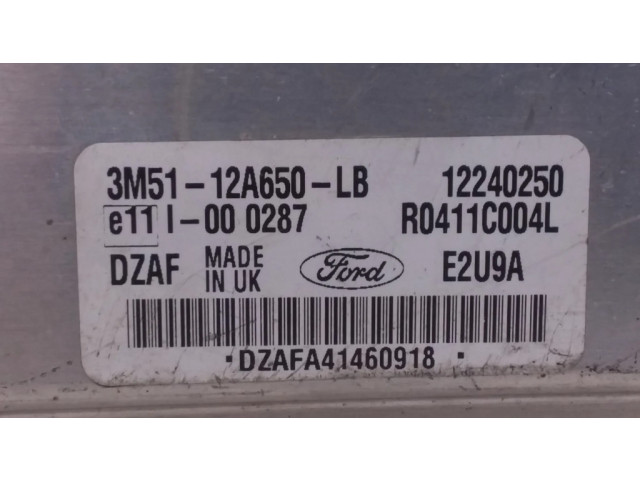 3M51-12A650-LB 12240250
e11 I-00 0287 R0411C004L
DZAF MADE IN UK Ford E2U9A
·DZAFA41460918·